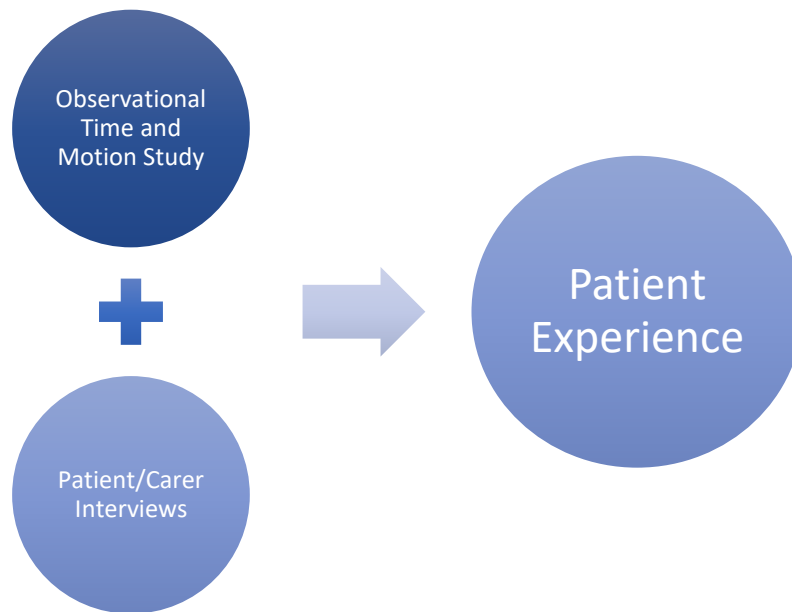 Observational
Time and
Motion Study
Patient/Carer
Interviews
Patient
Experience